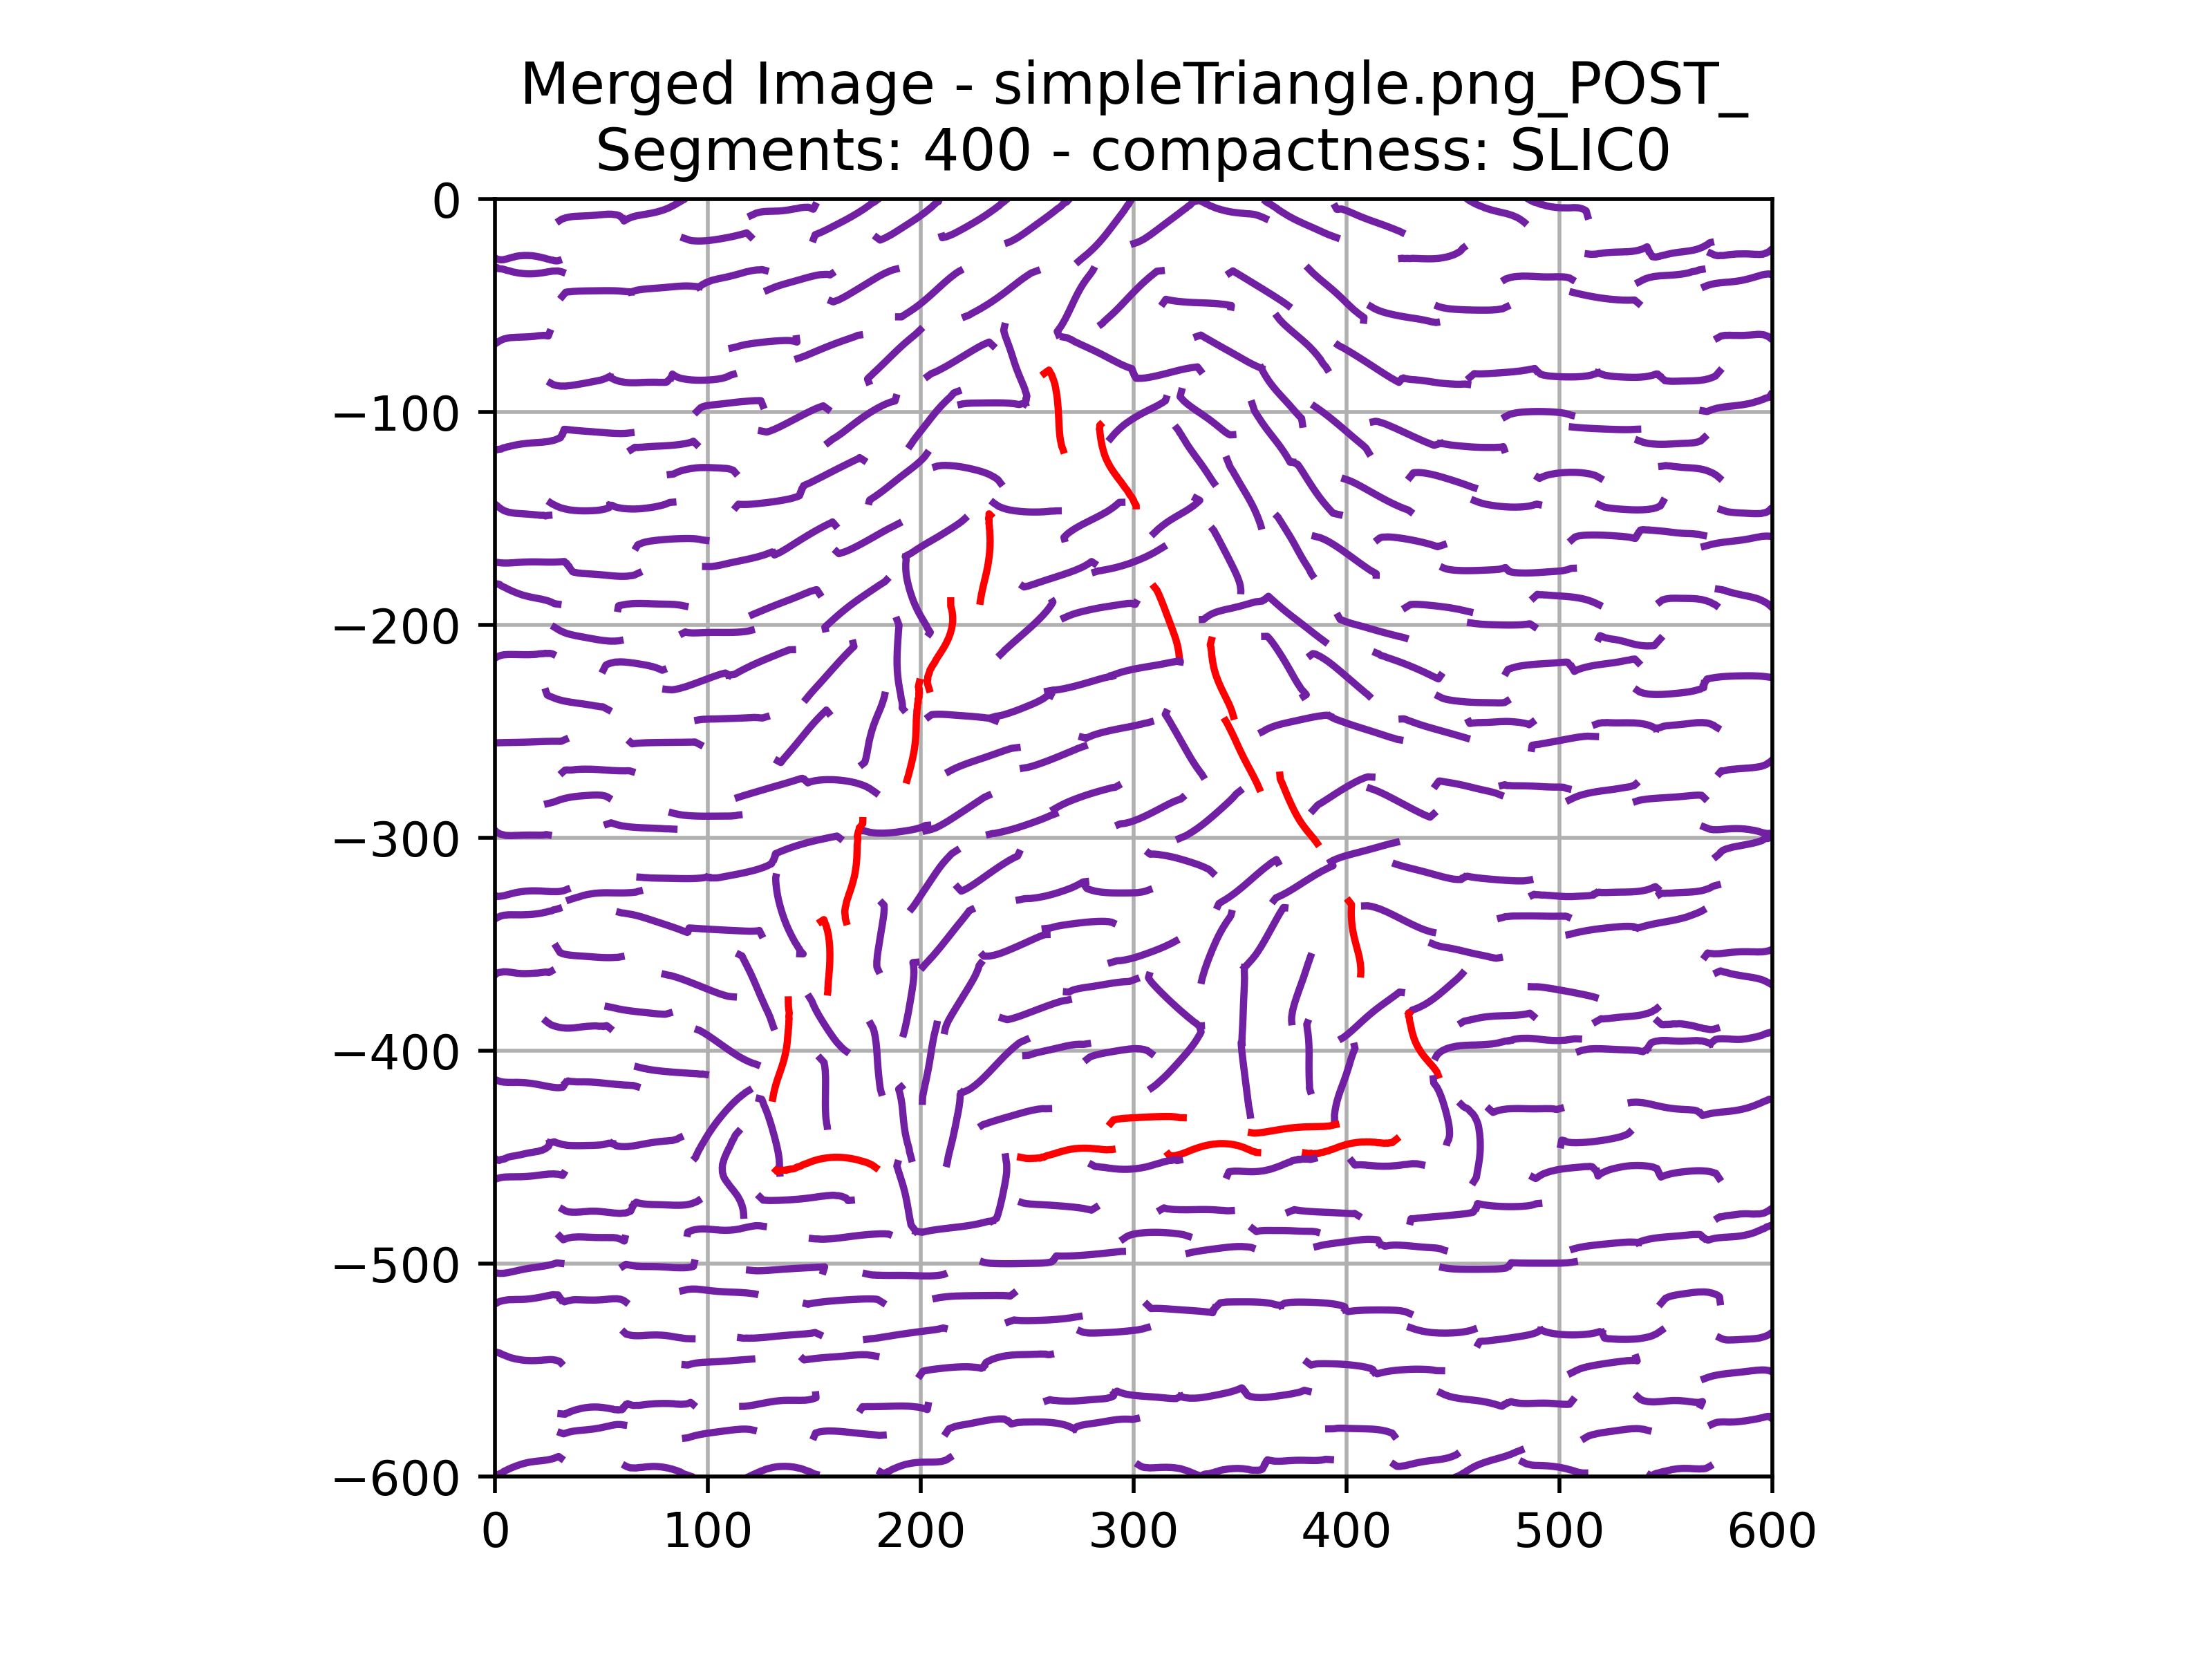 Merged Image - simpleTriangle.png_POST_
Segments: 400 - compactness: SLIC0
0
−100
−200
−300
−400
−500
−600
0 100 200 300 400 500 600